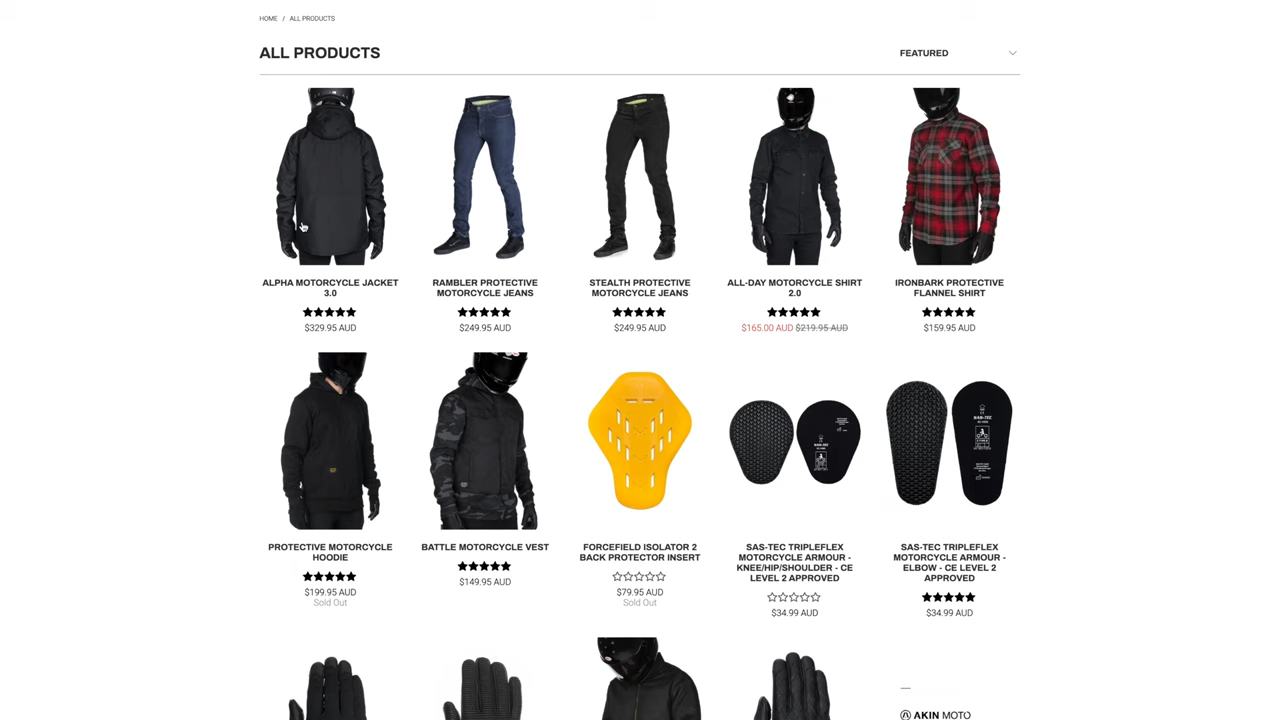 HOME / ALL PRODUCTS
ALL PRODUCTS
FEATURED
ALPHA MOTORCYCLE JACKET
3.0
$329.95 AUD
RAMBLER PROTECTIVE
MOTORCYCLE JEANS
$249.95 AUD
STEALTH PROTECTIVE
MOTORCYCLE JEANS
$249.95 AUD
ALL-DAY MOTORCYCLE SHIRT
2.0
$165.00 AUD $219.95 AUD
IRONBARK PROTECTIVE
FLANNEL SHIRT
$159.95 AUD
PROTECTIVE MOTORCYCLE
HOODIE
$199.95 AUD
Sold Out
BATTLE MOTORCYCLE VEST
$149.95 AUD
FORCEFIELD ISOLATOR 2
BACK PROTECTOR INSERT
$79.95 AUD
Sold Out
SAS-TEC
SAS-TEC TRIPLEFLEX
MOTORCYCLE ARMOUR -
KNEE/HIP/SHOULDER - CE
LEVEL 2 APPROVED
$34.99 AUD
SAS-TEC
SAS-TEC TRIPLEFLEX
MOTORCYCLE ARMOUR -
ELBOW - CE LEVEL 2
APPROVED
$34.99 AUD
AKIN MOTO